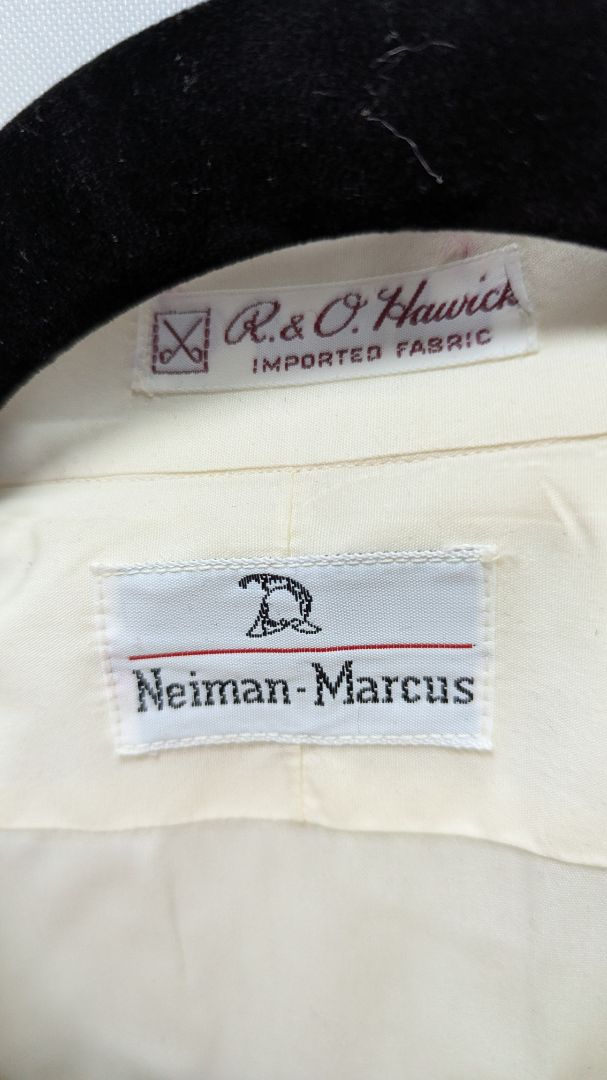 R. & O. Hawick
IMPORTED FABRIC
Neiman-Marcus